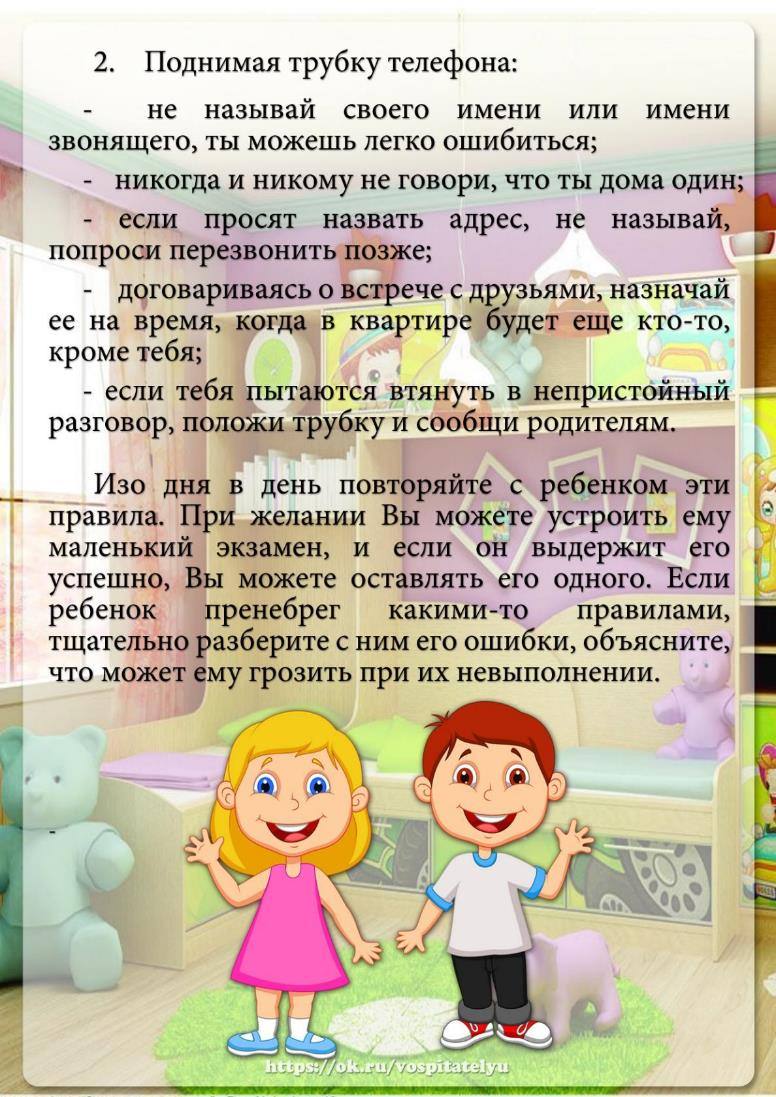 2. Поднимая трубку телефона:
- не называй своего имени или имени
звонящего, ты можешь легко ошибиться;
- никогда и никому не говори, что ты дома один;
- если просят назвать адрес, не называй,
попроси перезвонить позже;
- договариваясь о встрече с друзьями, назначай
ее на время, когда в квартире будет еще кто-то,
кроме тебя;
- если тебя пытаются втянуть в непристойный
разговор, положи трубку и сообщи родителям.
Изо дня в день повторяйте с ребенком эти
правила. При желании Вы можете устроить ему
маленький экзамен, и если он выдержит его
успешно, Вы можете оставлять его одного. Если
ребенок пренебрег какими-то правилами,
тщательно разберите с ним его ошибки, объясните,
что может ему грозить при их невыполнении.
https://ok.ru/vospitatelyu